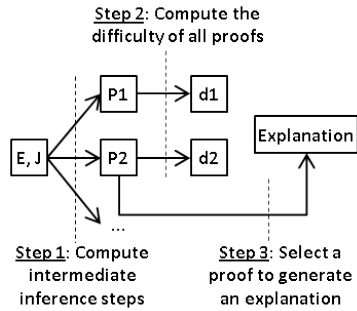 Step 2: Compute the
difficulty of all proofs
P1
d1
E, J
P2
d2
Explanation
...
Step 1: Compute
intermediate
inference steps
Step 3: Select a
proof to generate
an explanation